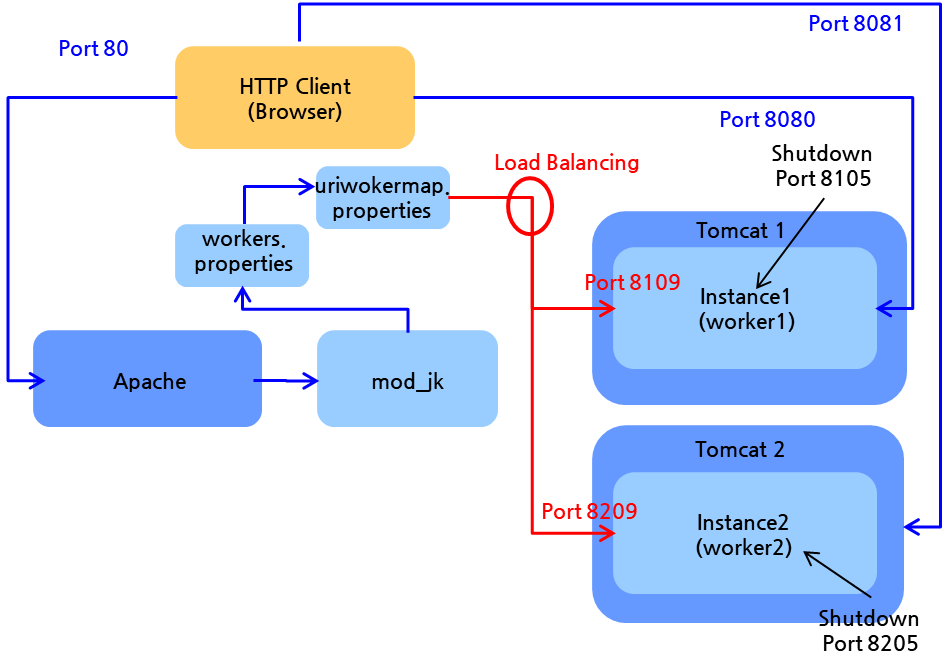 Port 8081
Port 80
HTTP Client
(Browser)
Port 8080
Load Balancing
Shutdown
Port 8105
uriwokermap.
properties
workers.
properties
Tomcat 1
Port 8109
Instance1
(worker1)
Apache
mod_jk
Tomcat 2
Port 8209
Instance2
(worker2)
Shutdown
Port 8205